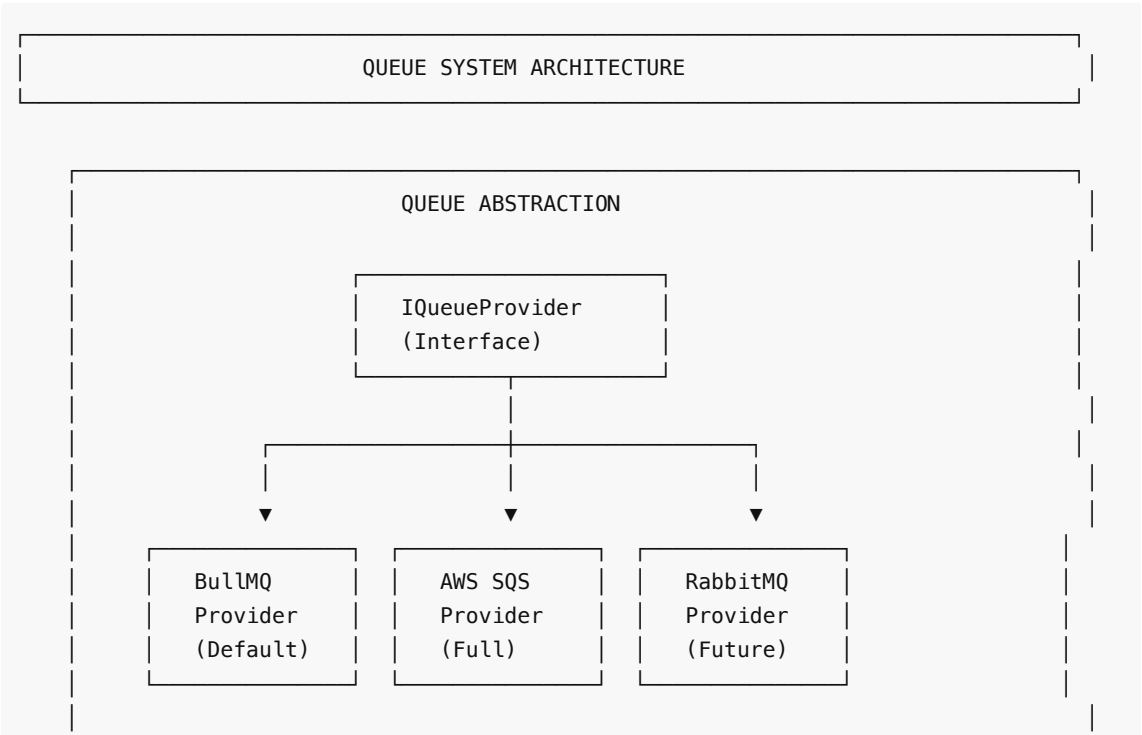 QUEUE SYSTEM ARCHITECTURE
QUEUE ABSTRACTION
IQueueProvider
(Interface)
BullMQ AWS SQS RabbitMQ
Provider Provider Provider
(Default) (Full) (Future)